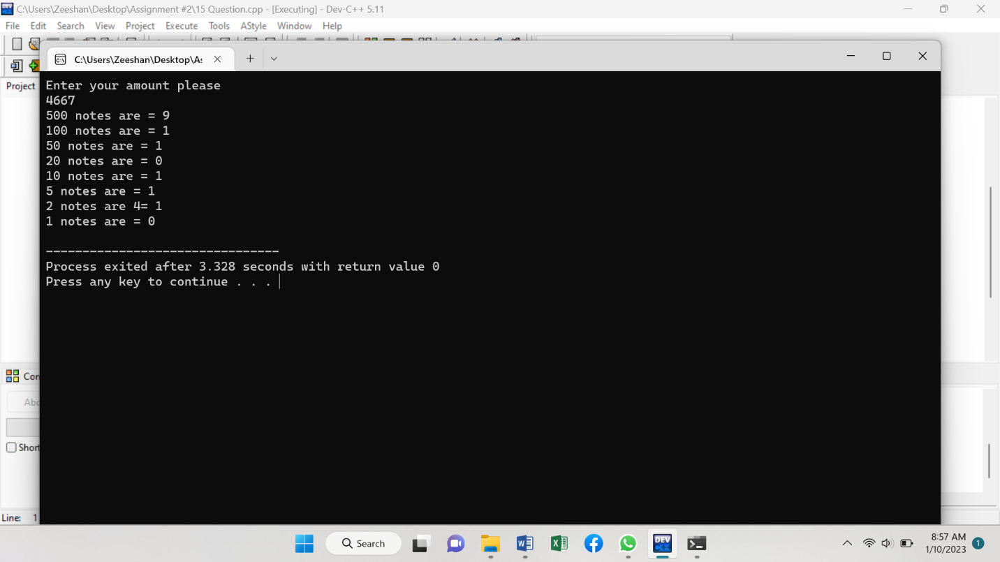 C:\Users\Zeeshan\Desktop\Assignment #2\15 Question.cpp - [Executing] - Dev-C++ 5.11
File Edit Search View Project Execute Tools AStyle Window Help
C:\Users\Zeeshan\Desktop\As
Project
Enter your amount please
4667
500 notes are = 9
100 notes are = 1
50 notes are = 1
20 notes are = 0
10 notes are = 1
5 notes are = 1
2 notes are 4= 1
1 notes are = 0
--------------------------------
Process exited after 3.328 seconds with return value 0
Press any key to continue . . .
Con
Abo
Short
Line: 1
Search
DEV
8:57 AM
1/10/2023
1